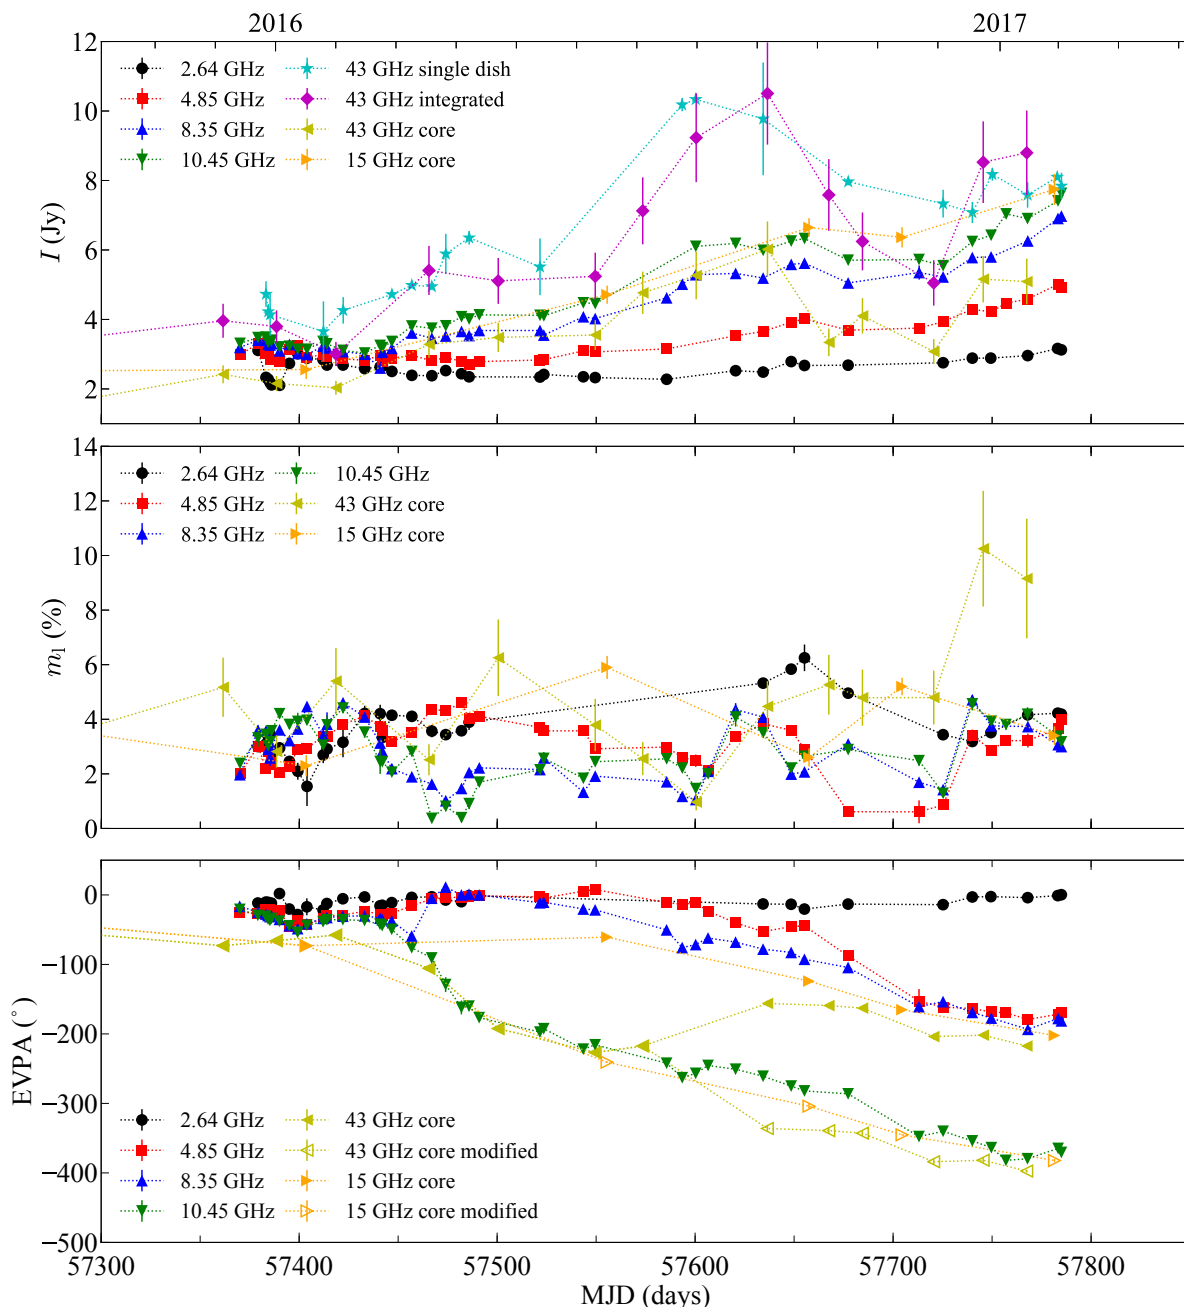 2016 2017
12
10
8
6
4
2
I (Jy)
2.64 GHz 43 GHz single dish
4.85 GHz 43 GHz integrated
8.35 GHz 43 GHz core
10.45 GHz 15 GHz core
14
12
10
8
6
4
2
0
m_l (%)
2.64 GHz 10.45 GHz
4.85 GHz 43 GHz core
8.35 GHz 15 GHz core
0
−100
−200
−300
−400
−500
EVPA (°)
2.64 GHz 43 GHz core
4.85 GHz 43 GHz core modified
8.35 GHz 15 GHz core
10.45 GHz 15 GHz core modified
57300 57400 57500 57600 57700 57800
MJD (days)